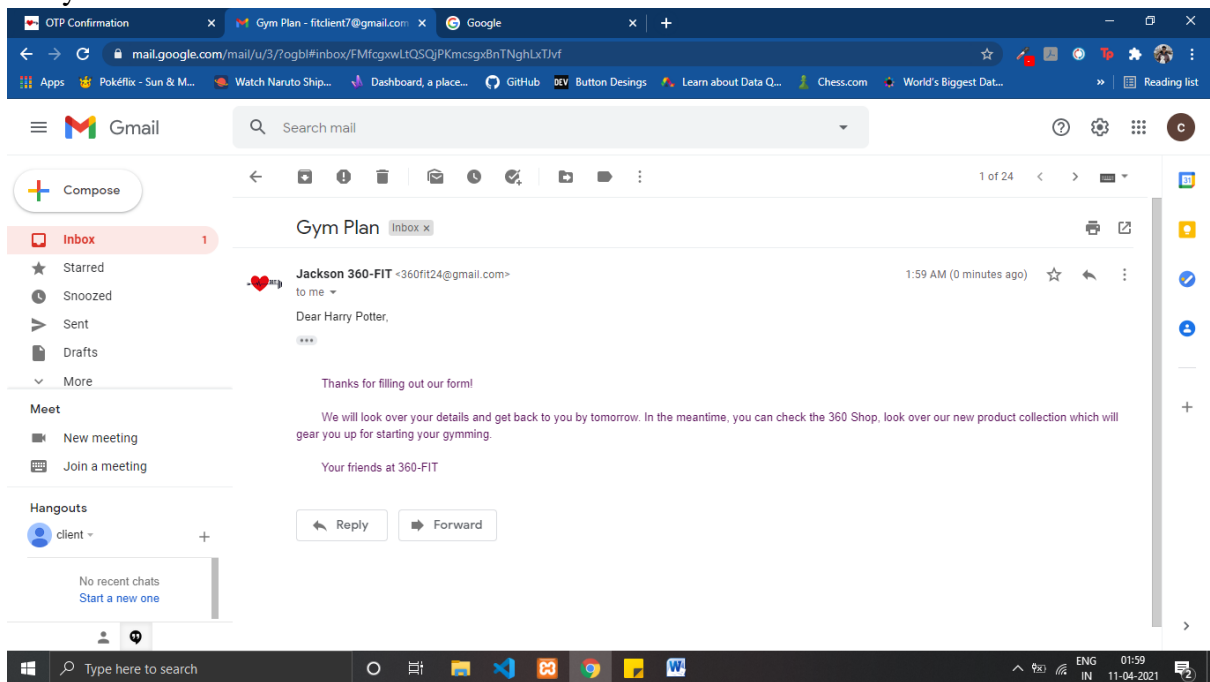 OTP Confirmation
Gym Plan - fitclient7@gmail.com
Google
mail.google.com/mail/u/3/?ogbl#inbox/FMfcgxwLtQSQjPKmcsgxBnTNghLxTJvf
Apps
Pokéflix - Sun & M...
Watch Naruto Ship...
Dashboard, a place...
GitHub
DEV Button Desings
Learn about Data Q...
Chess.com
World's Biggest Dat...
»
Reading list
Gmail
Search mail
C
Compose
1 of 24
31
Gym Plan Inbox x
Inbox 1
Starred
Snoozed
Sent
Drafts
More
Jackson 360-FIT <360fit24@gmail.com>
1:59 AM (0 minutes ago)
to me
Dear Harry Potter,
Thanks for filling out our form!
We will look over your details and get back to you by tomorrow. In the meantime, you can check the 360 Shop, look over our new product collection which will
gear you up for starting your gymming.
Your friends at 360-FIT
Reply
Forward
Meet
New meeting
Join a meeting
Hangouts
client
No recent chats
Start a new one
Type here to search
ENG
IN
01:59
11-04-2021
2